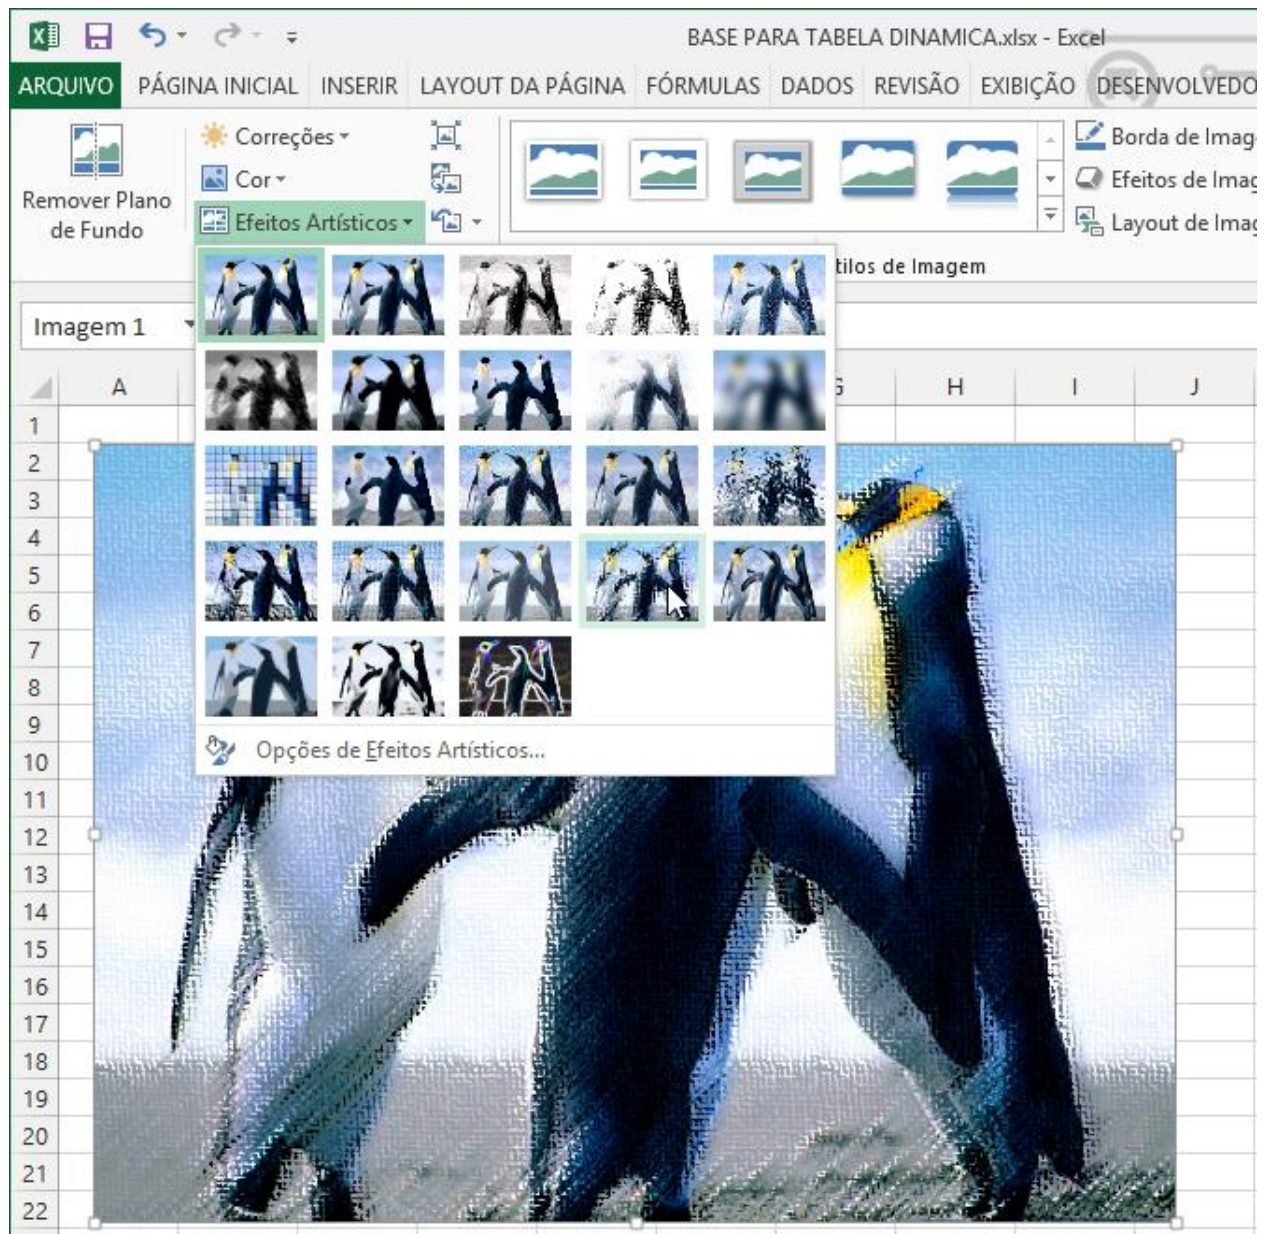 BASE PARA TABELA DINAMICA.xlsx - Excel
ARQUIVO PÁGINA INICIAL INSERIR LAYOUT DA PÁGINA FÓRMULAS DADOS REVISÃO EXIBIÇÃO DESENVOLVEDO
Remover Plano
de Fundo
Correções
Cor
Efeitos Artísticos
Borda de Imag
Efeitos de Imag
Layout de Imag
tilos de Imagem
Imagem 1
A H I J
1
2
3
4
5
6
7
8
9
10
11
12
13
14
15
16
17
18
19
20
21
22
Opções de Efeitos Artísticos...